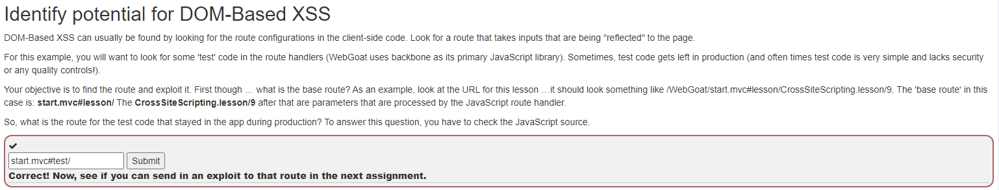 Identify potential for DOM-Based XSS
DOM-Based XSS can usually be found by looking for the route configurations in the client-side code. Look for a route that takes inputs that are being "reflected" to the page.
For this example, you will want to look for some 'test' code in the route handlers (WebGoat uses backbone as its primary JavaScript library). Sometimes, test code gets left in production (and often times test code is very simple and lacks security
or any quality controls!).
Your objective is to find the route and exploit it. First though … what is the base route? As an example, look at the URL for this lesson …it should look something like /WebGoat/start.mvc#lesson/CrossSiteScripting.lesson/9. The 'base route' in this
case is: start.mvc#lesson/ The CrossSiteScripting.lesson/9 after that are parameters that are processed by the JavaScript route handler.
So, what is the route for the test code that stayed in the app during production? To answer this question, you have to check the JavaScript source.
✔
start.mvc#test/ Submit
Correct! Now, see if you can send in an exploit to that route in the next assignment.